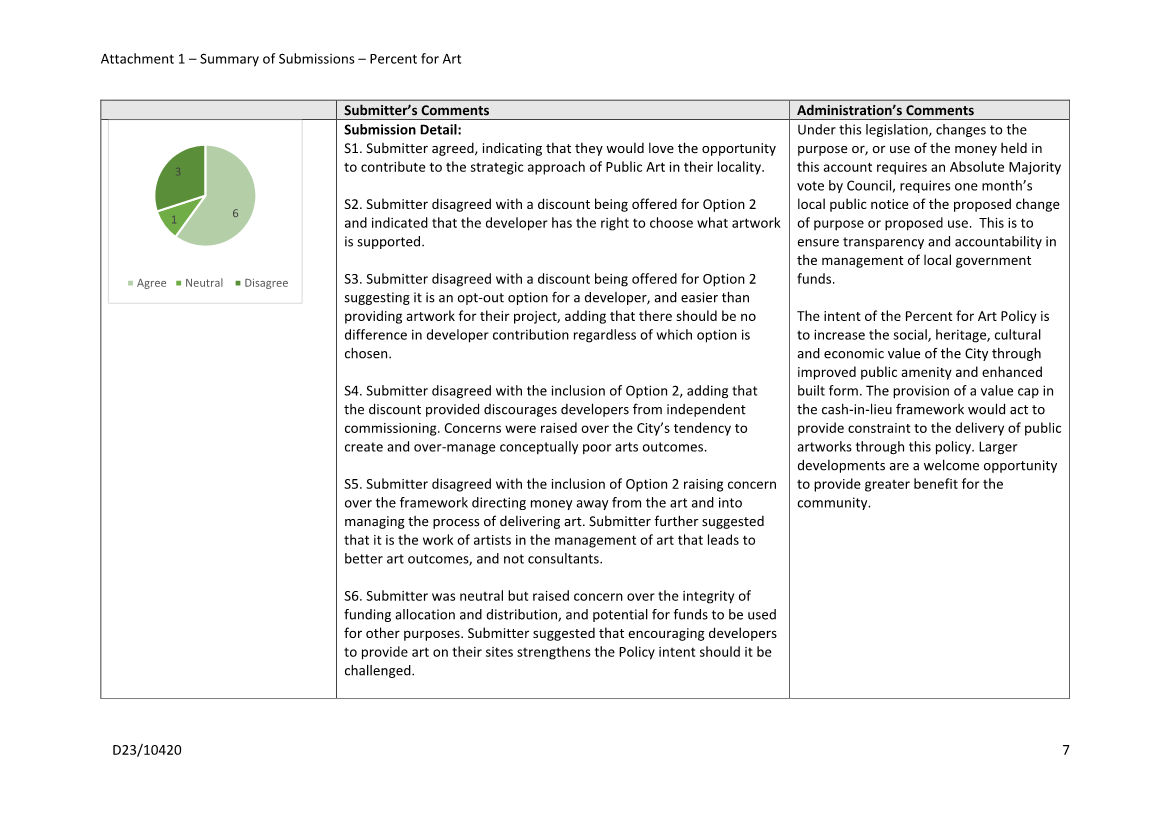 Attachment 1 – Summary of Submissions – Percent for Art
Submitter’s Comments
Administration’s Comments
3
6
1
Agree Neutral Disagree
Submission Detail:
S1. Submitter agreed, indicating that they would love the opportunity
to contribute to the strategic approach of Public Art in their locality.
S2. Submitter disagreed with a discount being offered for Option 2
and indicated that the developer has the right to choose what artwork
is supported.
S3. Submitter disagreed with a discount being offered for Option 2
suggesting it is an opt-out option for a developer, and easier than
providing artwork for their project, adding that there should be no
difference in developer contribution regardless of which option is
chosen.
S4. Submitter disagreed with the inclusion of Option 2, adding that
the discount provided discourages developers from independent
commissioning. Concerns were raised over the City’s tendency to
create and over-manage conceptually poor arts outcomes.
S5. Submitter disagreed with the inclusion of Option 2 raising concern
over the framework directing money away from the art and into
managing the process of delivering art. Submitter further suggested
that it is the work of artists in the management of art that leads to
better art outcomes, and not consultants.
S6. Submitter was neutral but raised concern over the integrity of
funding allocation and distribution, and potential for funds to be used
for other purposes. Submitter suggested that encouraging developers
to provide art on their sites strengthens the Policy intent should it be
challenged.
Under this legislation, changes to the
purpose or, or use of the money held in
this account requires an Absolute Majority
vote by Council, requires one month’s
local public notice of the proposed change
of purpose or proposed use.  This is to
ensure transparency and accountability in
the management of local government
funds.
The intent of the Percent for Art Policy is
to increase the social, heritage, cultural
and economic value of the City through
improved public amenity and enhanced
built form. The provision of a value cap in
the cash-in-lieu framework would act to
provide constraint to the delivery of public
artworks through this policy. Larger
developments are a welcome opportunity
to provide greater benefit for the
community.
D23/10420
7